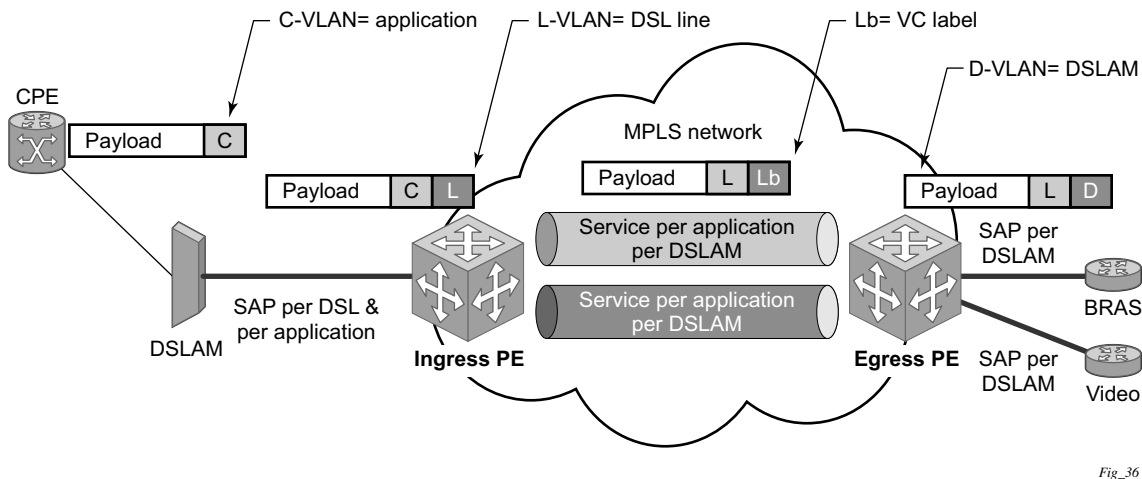 C-VLAN= application
L-VLAN= DSL line
Lb= VC label
D-VLAN= DSLAM
CPE
Payload C
MPLS network
Payload C L
Payload L Lb
Payload L D
Service per application
per DSLAM
SAP per
DSLAM
SAP per DSL &
per application
Service per application
per DSLAM
BRAS
DSLAM
Ingress PE
Egress PE
SAP per
DSLAM
Video
Fig_36